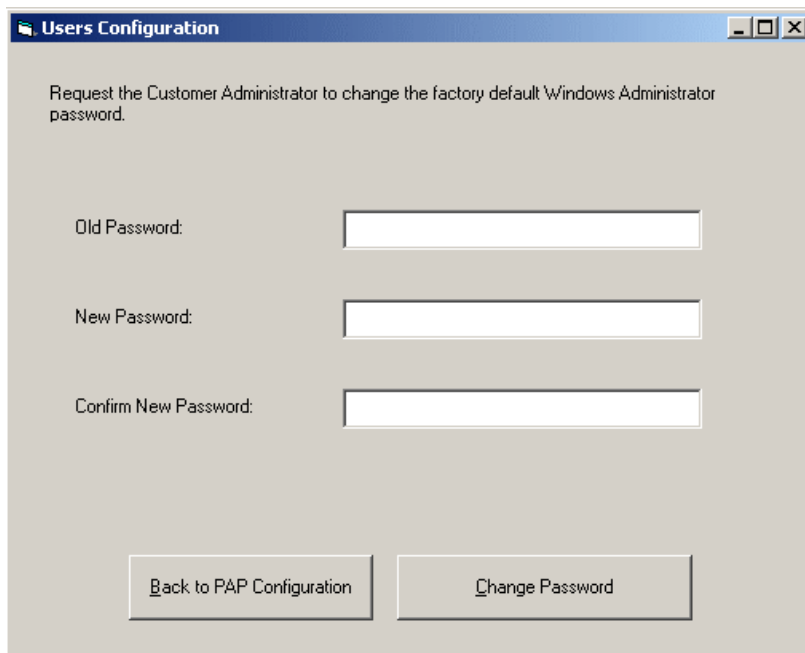 Users Configuration
Request the Customer Administrator to change the factory default Windows Administrator
password.
Old Password:
New Password:
Confirm New Password:
Back to PAP Configuration
Change Password